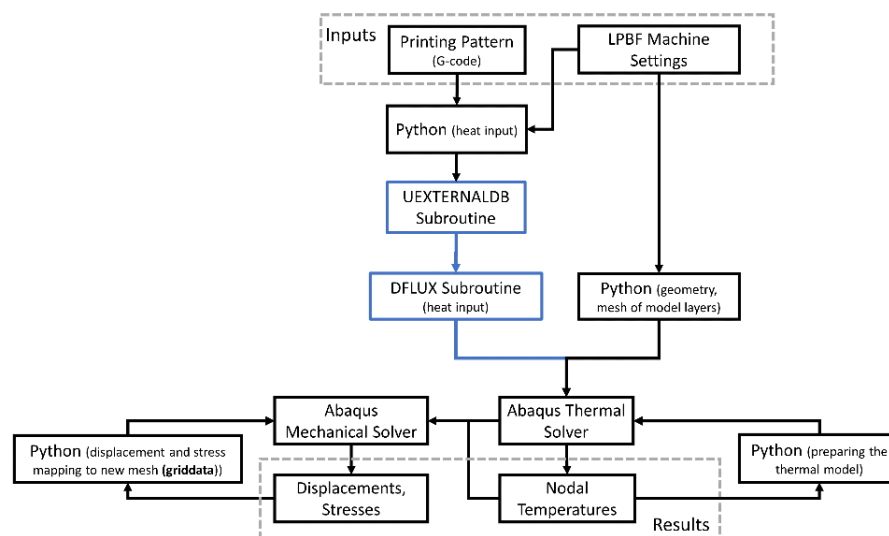 Inputs
Printing Pattern
(G-code)
LPBF Machine
Settings
Python (heat input)
UEXTERNALDB
Subroutine
DFLUX Subroutine
(heat input)
Python (geometry,
mesh of model layers)
Abaqus
Mechanical Solver
Abaqus Thermal
Solver
Python (displacement and stress
mapping to new mesh (griddata))
Python (preparing the
thermal model)
Displacements,
Stresses
Nodal
Temperatures
Results